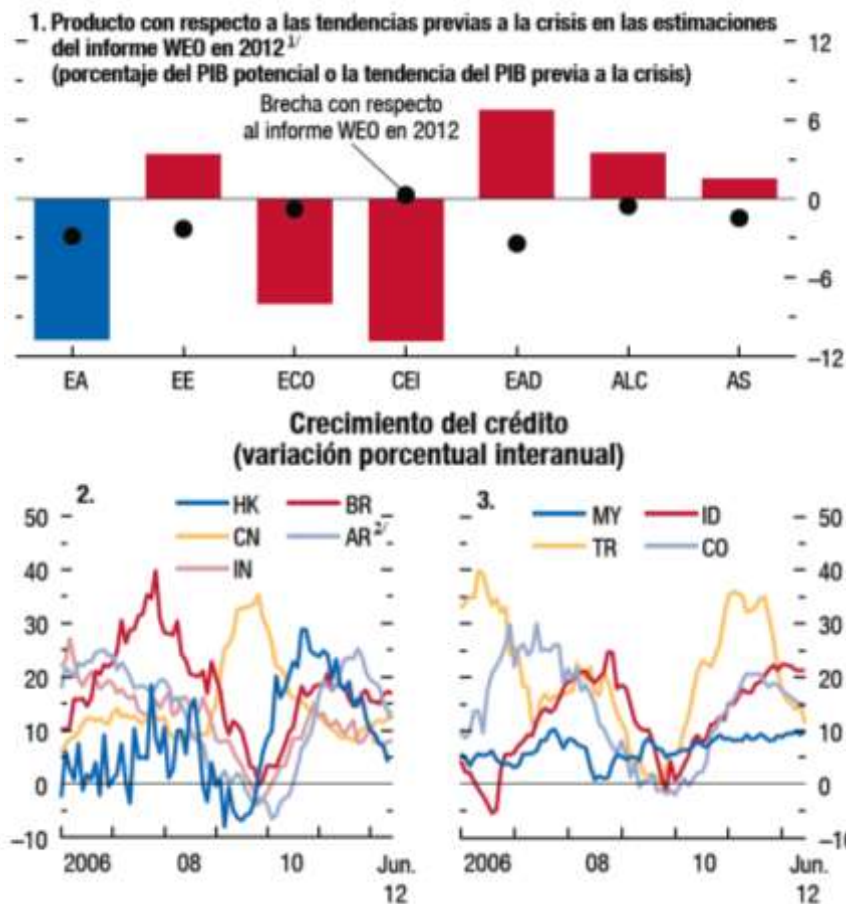 1. Producto con respecto a las tendencias previas a la crisis en las estimaciones
del informe WEO en 2012 1/
(porcentaje del PIB potencial o la tendencia del PIB previa a la crisis)
12
Brecha con respecto
al informe WEO en 2012
6
0
–6
–12
EA EE ECO CEI EAD ALC AS
Crecimiento del crédito
(variación porcentual interanual)
2.
HK BR
CN AR 2/
IN
50
40
30
20
10
0
–10
2006 08 10 Jun.
12
3.
MY ID
TR CO
50
40
30
20
10
0
–10
2006 08 10 Jun.
12